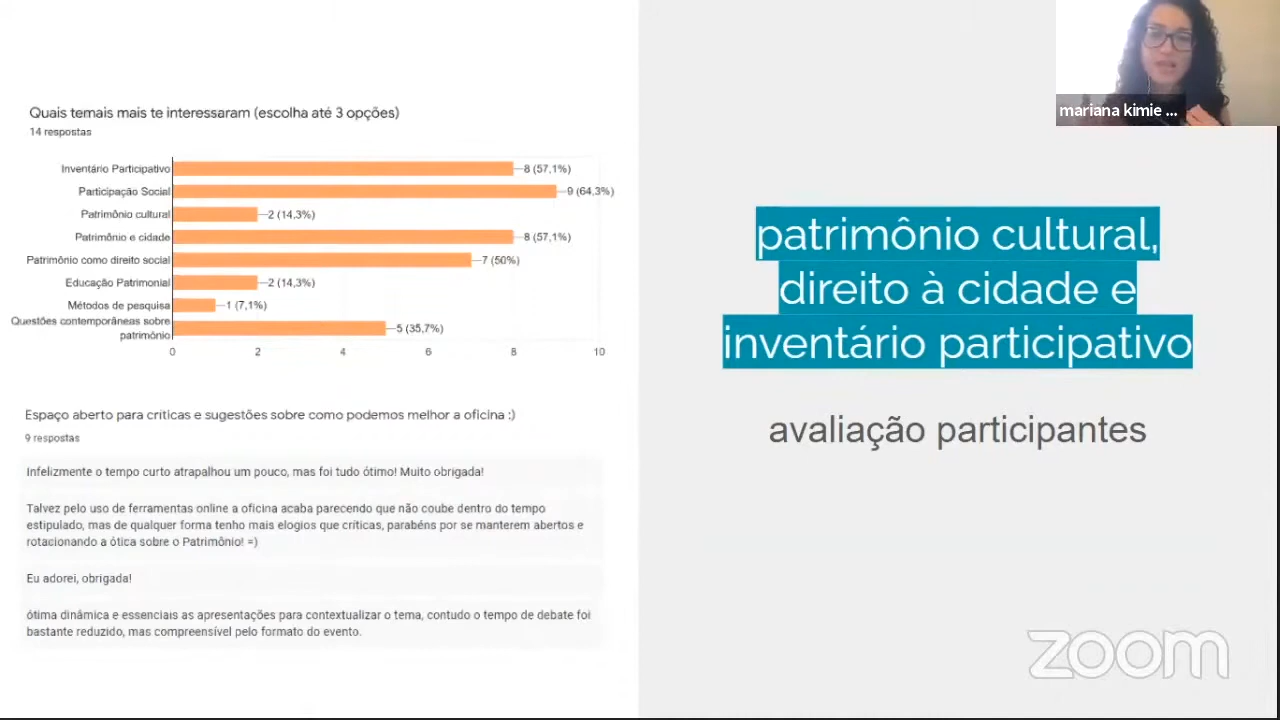 Quais temais mais te interessaram (escolha até 3 opções)
14 respostas
Inventário Participativo 8 (57,1%)
Participação Social 9 (64,3%)
Patrimônio cultural 2 (14,3%)
Patrimônio e cidade 8 (57,1%)
Patrimônio como direito social 7 (50%)
Educação Patrimonial 2 (14,3%)
Métodos de pesquisa 1 (7,1%)
Questões contemporâneas sobre
patrimônio 5 (35,7%)
0 2 4 6 8 10
Espaço aberto para críticas e sugestões sobre como podemos melhor a oficina :)
9 respostas
Infelizmente o tempo curto atrapalhou um pouco, mas foi tudo ótimo! Muito obrigada!
Talvez pelo uso de ferramentas online a oficina acaba parecendo que não coube dentro do tempo
estipulado, mas de qualquer forma tenho mais elogios que críticas, parabéns por se manterem abertos e
rotacionando a ótica sobre o Patrimônio! =)
Eu adorei, obrigada!
ótima dinâmica e essenciais as apresentações para contextualizar o tema, contudo o tempo de debate foi
bastante reduzido, mas compreensível pelo formato do evento.
mariana kimie ...
patrimônio cultural,
direito à cidade e
inventário participativo
avaliação participantes
zoom